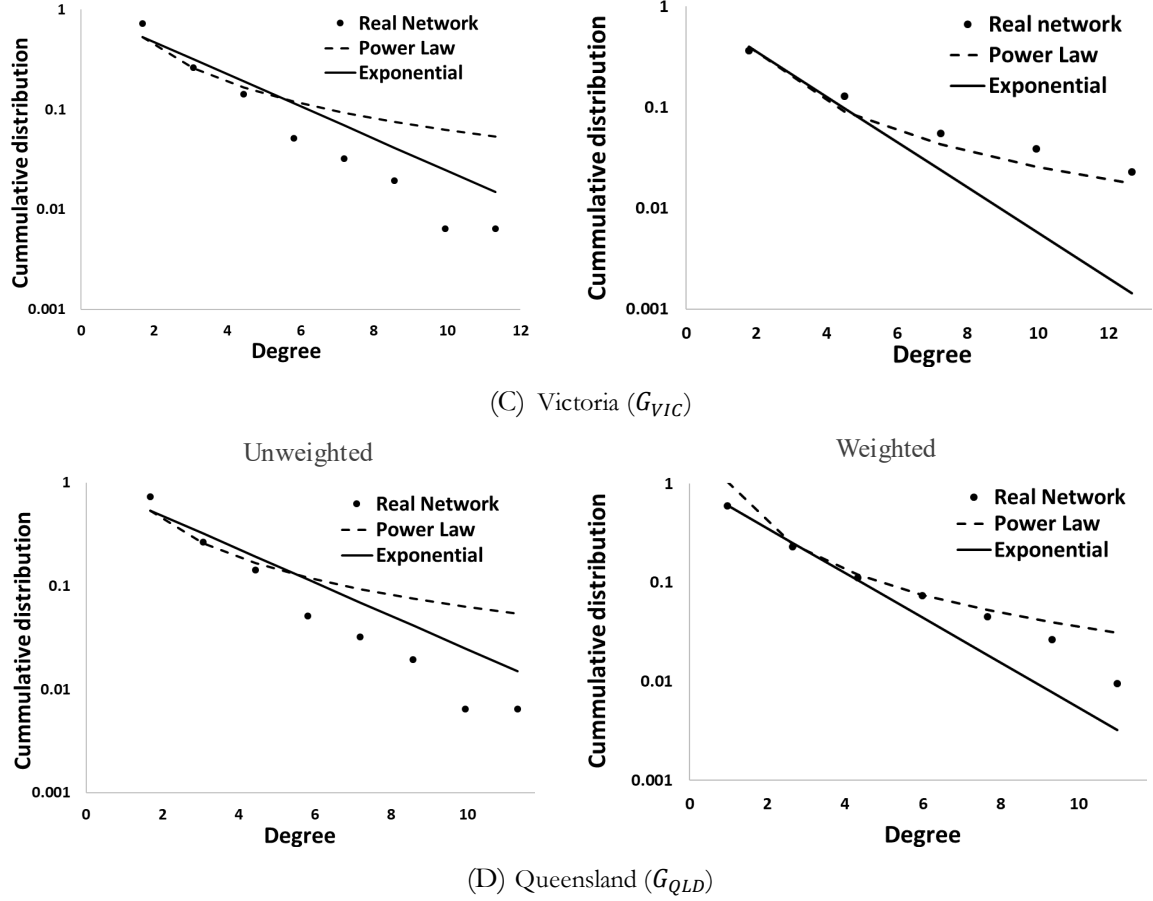 Cummulative distribution
1
0.1
0.01
0.001
Real Network
Power Law
Exponential
0 2 4 6 8 10 12
Degree
Cummulative distribution
1
0.1
0.01
0.001
Real network
Power Law
Exponential
0 2 4 6 8 10 12
Degree
(C) Victoria (G_VIC)
Unweighted
Weighted
Cummulative distribution
1
0.1
0.01
0.001
Real Network
Power Law
Exponential
0 2 4 6 8 10
Degree
Cummulative distribution
1
0.1
0.01
0.001
Real Network
Power Law
Exponential
0 2 4 6 8 10
Degree
(D) Queensland (G_QLD)